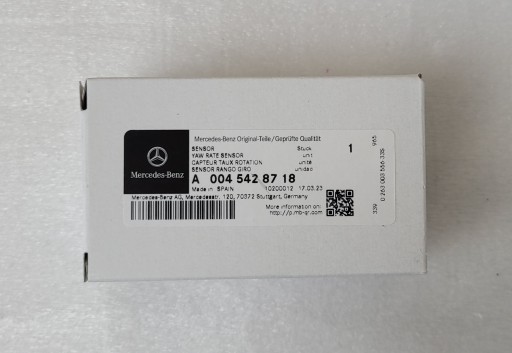 Mercedes-Benz
Mercedes-Benz Original-Teile/Geprüfte Qualität
SENSOR Stuck 1
YAW RATE SENSOR unit
CAPTEUR TAUX ROTATION unité
SENSOR RANGO GIRO unidad
A 004 542 87 18
Made in SPAIN 10200012 17.03.23
Mercedes-Benz AG, Mercedesstr. 120, 70372 Stuttgart, Germany
More information on:
http://p.mb-qr.com
339